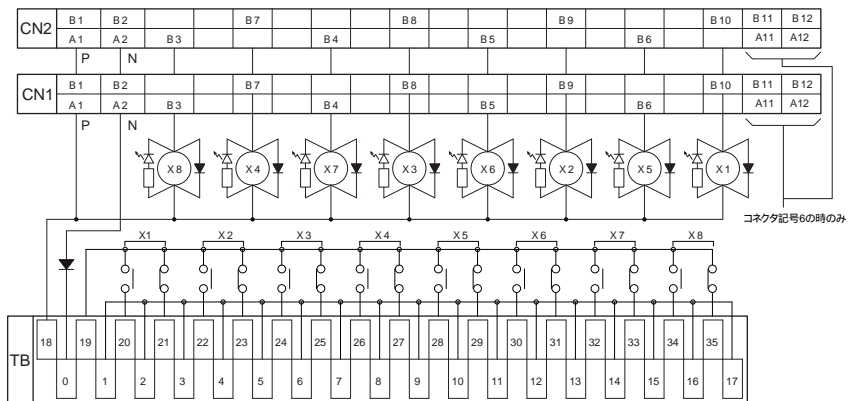 CN2 B1 B2 B7 B8 B9 B10 B11 B12
A1 A2 B3 B4 B5 B6 A11 A12
P N
CN1 B1 B2 B7 B8 B9 B10 B11 B12
A1 A2 B3 B4 B5 B6 A11 A12
P N
X8 X4 X7 X3 X6 X2 X5 X1
コネクタ記号6の時のみ
X1 X2 X3 X4 X5 X6 X7 X8
TB 18 19 20 21 22 23 24 25 26 27 28 29 30 31 32 33 34 35
0 1 2 3 4 5 6 7 8 9 10 11 12 13 14 15 16 17